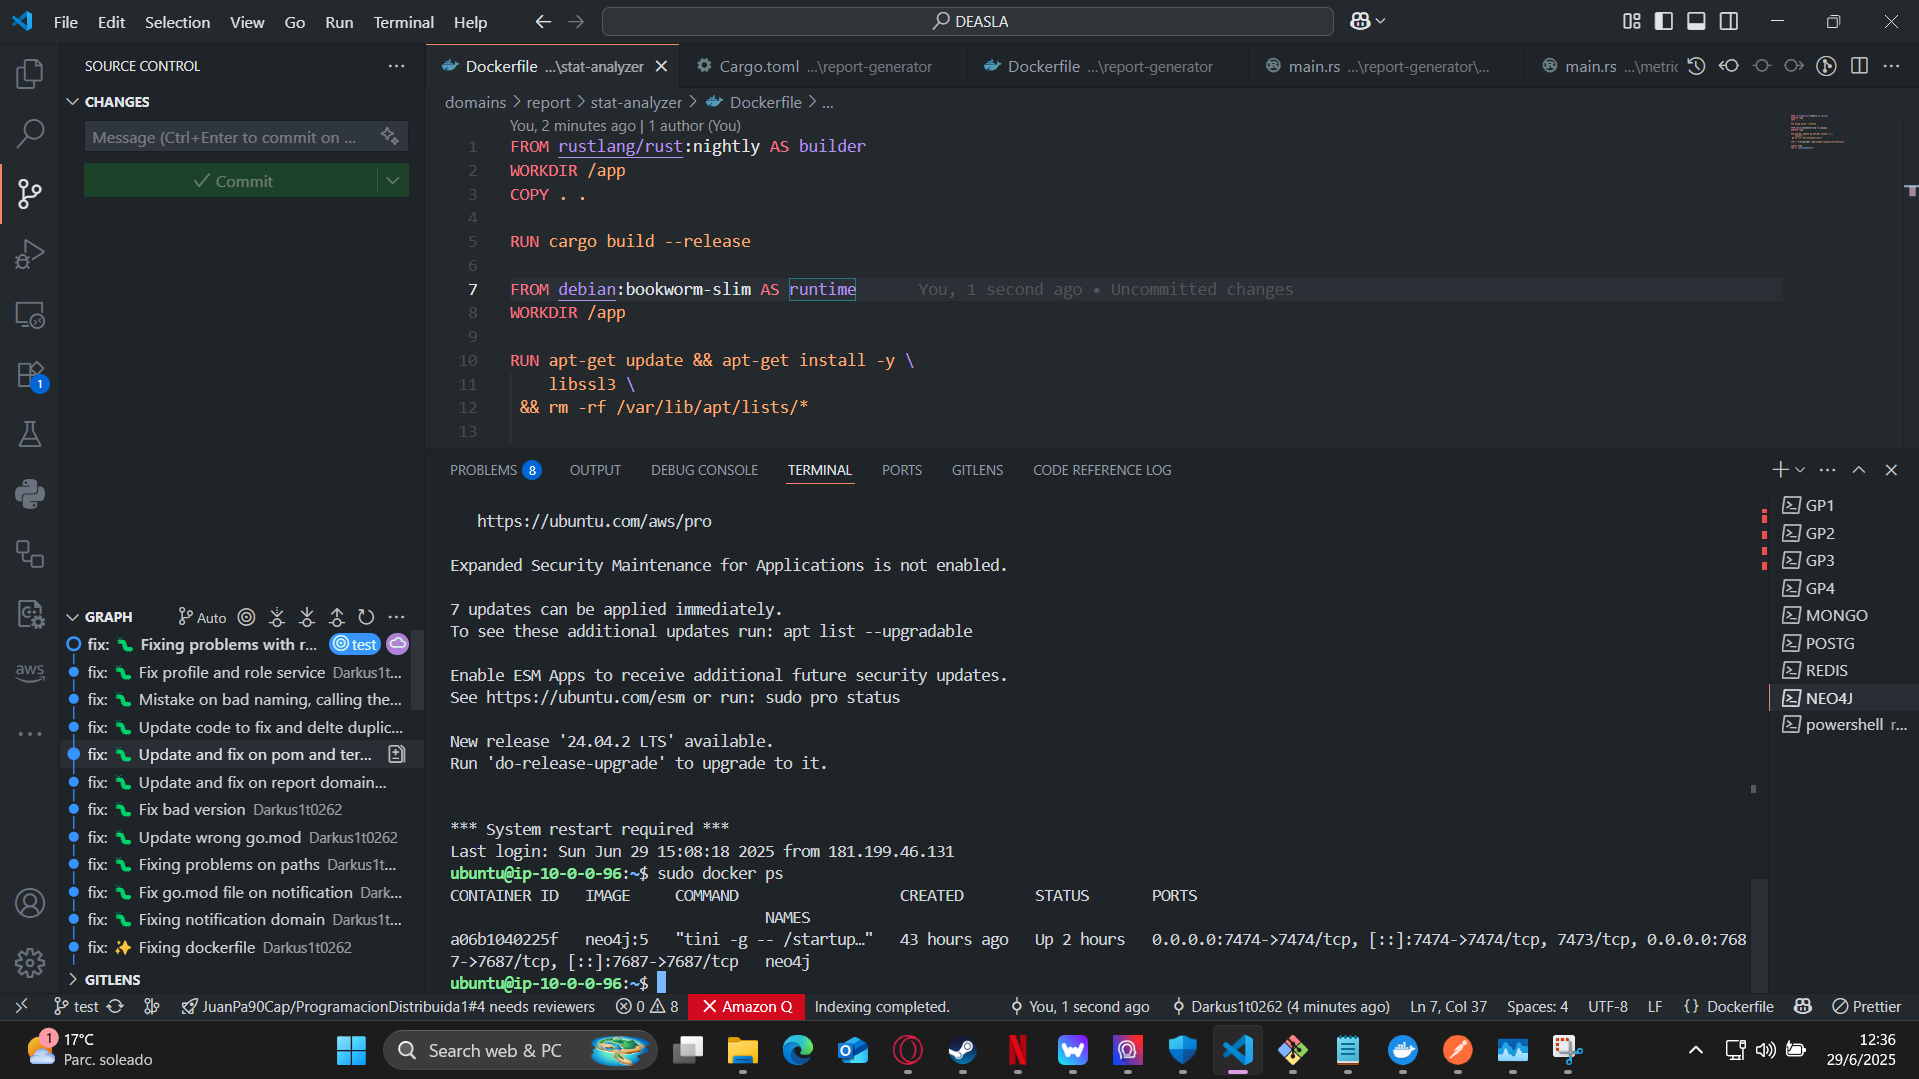 File Edit Selection View Go Run Terminal Help
DEASLA
SOURCE CONTROL
CHANGES
Message (Ctrl+Enter to commit on ...
Commit
Dockerfile ...\stat-analyzer
Cargo.toml ...\report-generator
Dockerfile ...\report-generator
main.rs ...\report-generator\...
main.rs ...\metric
domains > report > stat-analyzer > Dockerfile > ...
You, 2 minutes ago | 1 author (You)
1 FROM rustlang/rust:nightly AS builder
2 WORKDIR /app
3 COPY . .
4
5 RUN cargo build --release
6
7 FROM debian:bookworm-slim AS runtime You, 1 second ago • Uncommitted changes
8 WORKDIR /app
9
10 RUN apt-get update && apt-get install -y \
11 libssl3 \
12 && rm -rf /var/lib/apt/lists/*
13
PROBLEMS 8 OUTPUT DEBUG CONSOLE TERMINAL PORTS GITLENS CODE REFERENCE LOG
https://ubuntu.com/aws/pro
Expanded Security Maintenance for Applications is not enabled.
7 updates can be applied immediately.
To see these additional updates run: apt list --upgradable
Enable ESM Apps to receive additional future security updates.
See https://ubuntu.com/esm or run: sudo pro status
New release '24.04.2 LTS' available.
Run 'do-release-upgrade' to upgrade to it.
*** System restart required ***
Last login: Sun Jun 29 15:08:18 2025 from 181.199.46.131
ubuntu@ip-10-0-0-96:~$ sudo docker ps
CONTAINER ID IMAGE COMMAND CREATED STATUS PORTS
NAMES
a06b1040225f neo4j:5 "tini -g -- /startup…" 43 hours ago Up 2 hours 0.0.0.0:7474->7474/tcp, [::]:7474->7474/tcp, 7473/tcp, 0.0.0.0:768
7->7687/tcp, [::]:7687->7687/tcp neo4j
ubuntu@ip-10-0-0-96:~$
GP1
GP2
GP3
GP4
MONGO
POSTG
REDIS
NEO4J
powershell r...
1
aws
GRAPH Auto
fix: 🐛 Fixing problems with r... test
fix: 🐛 Fix profile and role service Darkus1t...
fix: 🐛 Mistake on bad naming, calling the...
fix: 🐛 Update code to fix and delte duplic...
fix: 🐛 Update and fix on pom and ter...
fix: 🐛 Update and fix on report domain...
fix: 🐛 Fix bad version Darkus1t0262
fix: 🐛 Update wrong go.mod Darkus1t0262
fix: 🐛 Fixing problems on paths Darkus1t...
fix: 🐛 Fix go.mod file on notification Dark...
fix: 🐛 Fixing notification domain Darkus1t...
fix: ✨ Fixing dockerfile Darkus1t0262
GITLENS
test JuanPa90Cap/ProgramacionDistribuida1#4 needs reviewers 0 8 Amazon Q Indexing completed. You, 1 second ago Darkus1t0262 (4 minutes ago) Ln 7, Col 37 Spaces: 4 UTF-8 LF {} Dockerfile Prettier
1
17°C
Parc. soleado
Search web & PC
12:36
29/6/2025